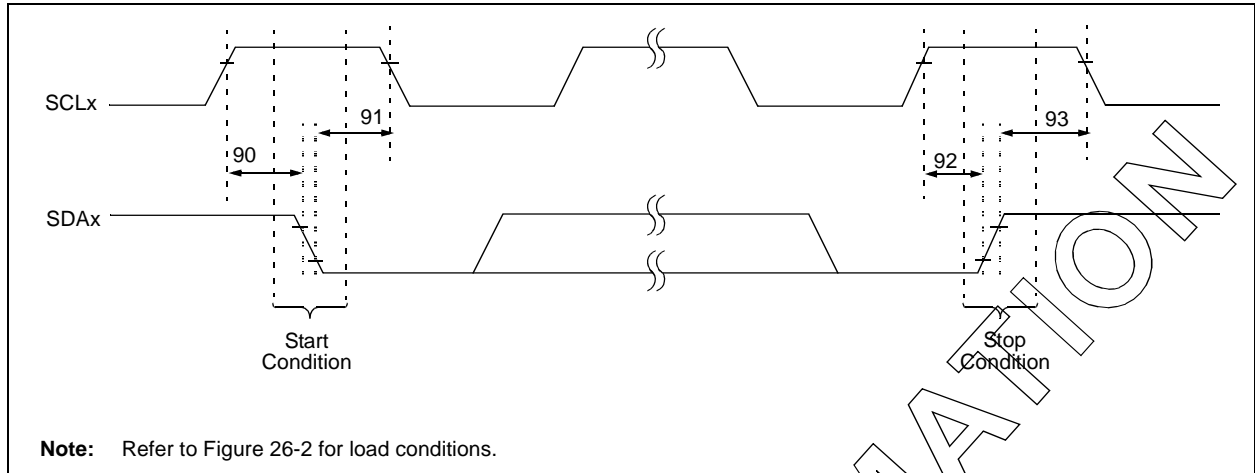 SCLx
91
93
90
92
SDAx
Start
Condition
Stop
Condition
Note: Refer to Figure 26-2 for load conditions.
MATION